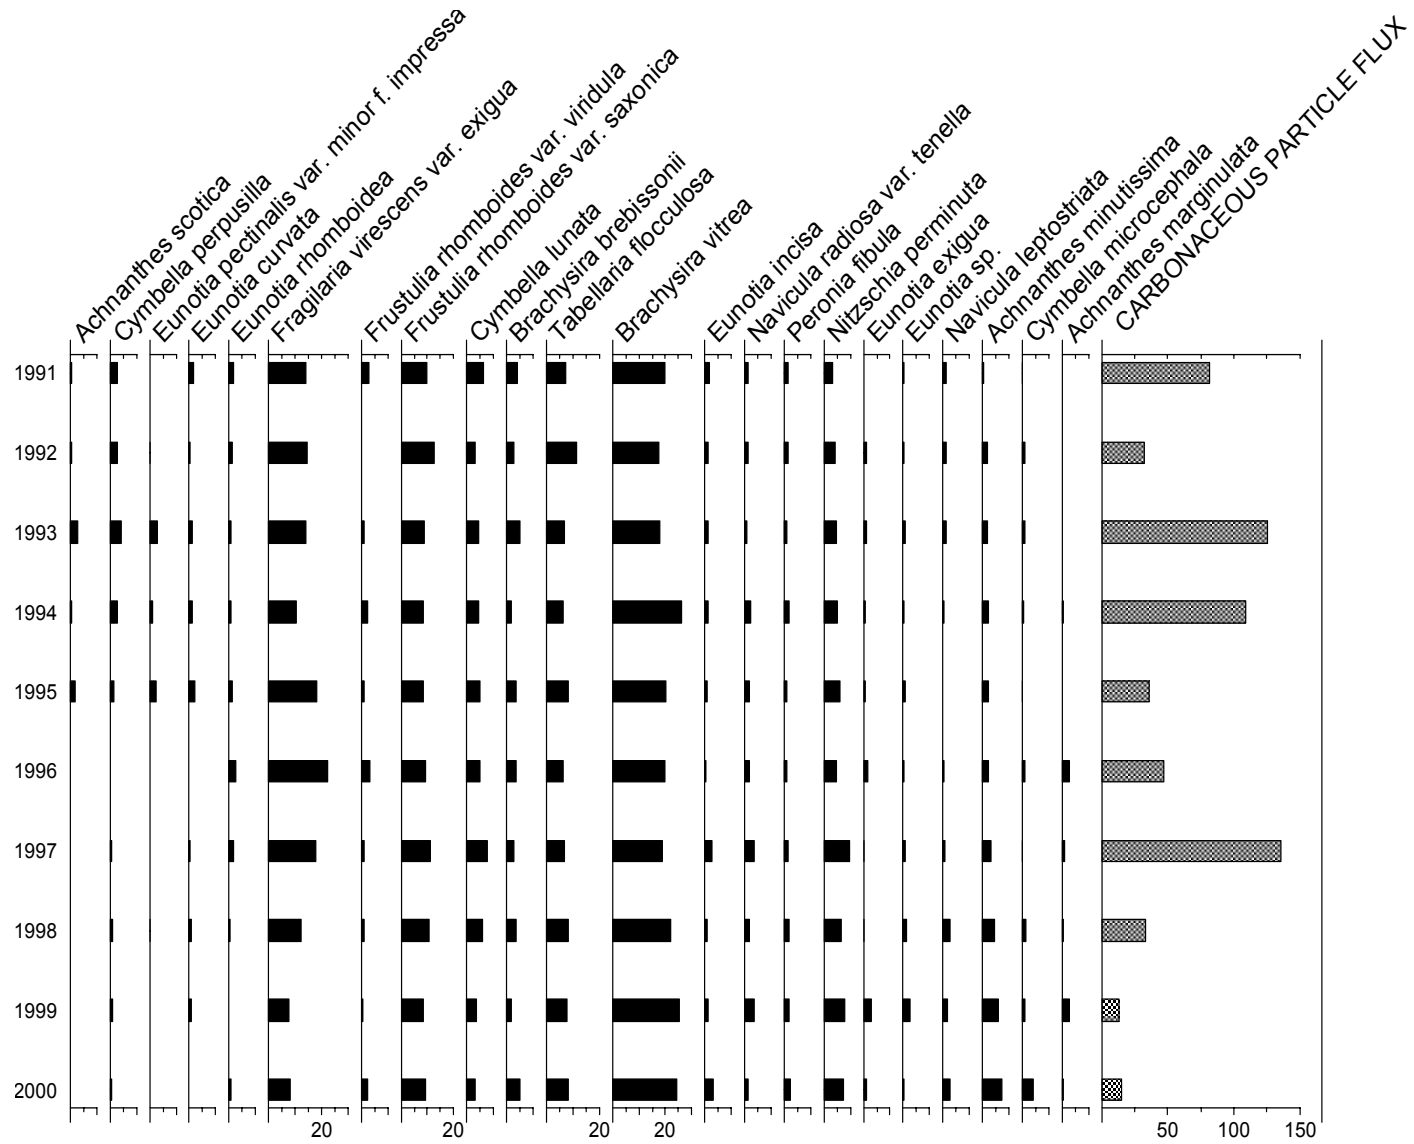 Achnanthes scotica
Cymbella perpusilla
Eunotia pectinalis var. minor f. impressa
Eunotia curvata
Eunotia rhomboidea
Fragilaria virescens var. exigua
Frustulia rhomboides var. viridula
Frustulia rhomboides var. saxonica
Cymbella lunata
Brachysira brebissonii
Tabellaria flocculosa
Brachysira vitrea
Eunotia incisa
Navicula radiosa var. tenella
Peronia fibula
Nitzschia perminuta
Eunotia exigua
Eunotia sp.
Navicula leptostriata
Achnanthes minutissima
Cymbella microcephala
Achnanthes marginulata
CARBONACEOUS PARTICLE FLUX
1991
1992
1993
1994
1995
1996
1997
1998
1999
2000
20 20 20 20 50 100 150